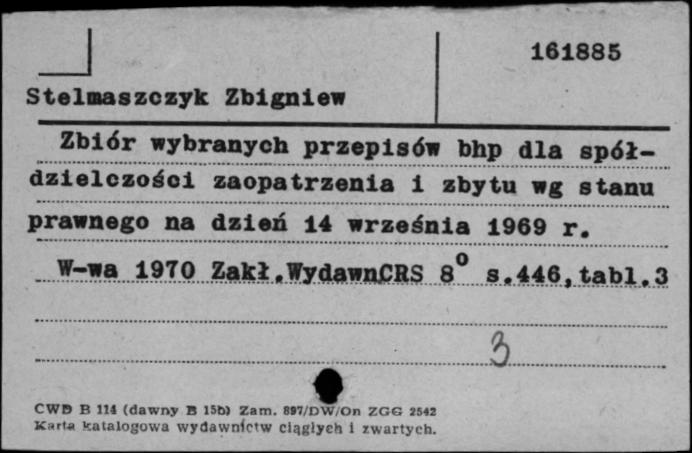 161885
Stelmaszczyk Zbigniew
Zbiór wybranych przepisów bhp dla spół-
dzielczości zaopatrzenia i zbytu wg stanu
prawnego na dzień 14 września 1969 r.
W-wa 1970 Zakł.WydawnCRS 8° s.446,tabl.3
3
CWD B 114 (dawny B 15b) Zam. 897/DW/On ZGG 2542
Karta katalogowa wydawnictw ciągłych i zwartych.